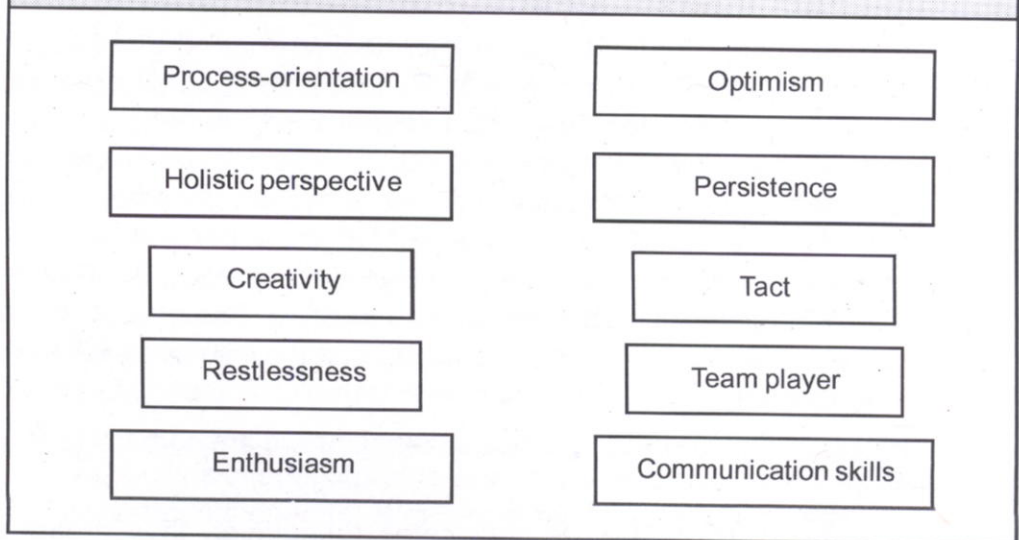 Process-orientation
Optimism
Holistic perspective
Persistence
Creativity
Tact
Restlessness
Team player
Enthusiasm
Communication skills